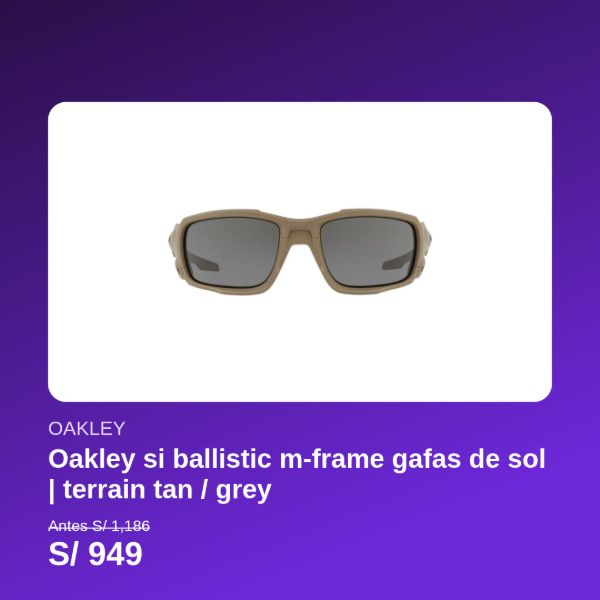 OAKLEY
Oakley si ballistic m-frame gafas de sol
| terrain tan / grey
Antes S/ 1,186
S/ 949